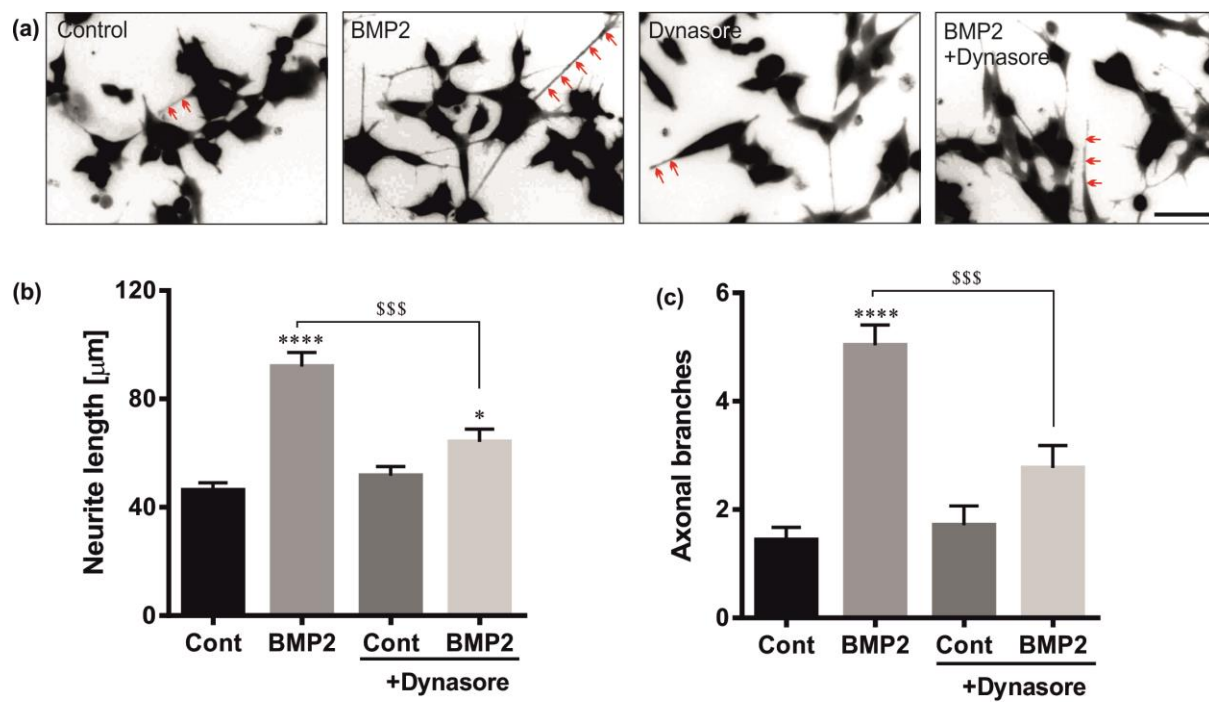 (a)
Control
BMP2
Dynasore
BMP2
+Dynasore
(b)
Neurite length [μm]
120
80
40
0
****
$$$
*
Cont
BMP2
Cont
BMP2
+Dynasore
(c)
Axonal branches
6
4
2
0
****
$$$
Cont
BMP2
Cont
BMP2
+Dynasore